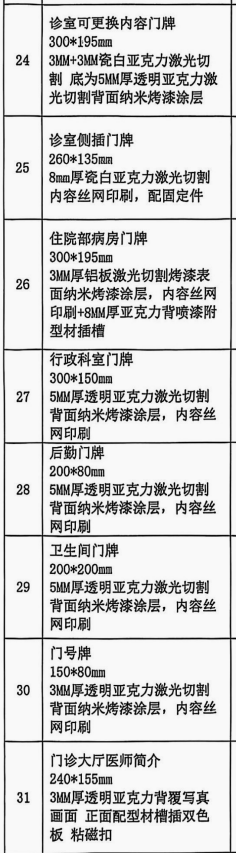 诊室可更换内容门牌
300*195mm
24
3MM+3MM瓷白亚克力激光切
割 底为5MM厚透明亚克力激
光切割背面纳米烤漆涂层
诊室侧插门牌
260*135mm
25
8mm厚瓷白亚克力激光切割
内容丝网印刷，配固定件
住院部病房门牌
300*195mm
26
3MM厚铝板激光切割烤漆表
面纳米烤漆涂层，内容丝网
印刷+8MM厚亚克力背喷漆附
型材插槽
行政科室门牌
300*150mm
27
5MM厚透明亚克力激光切割
背面纳米烤漆涂层，内容丝
网印刷
后勤门牌
200*80mm
28
5MM厚透明亚克力激光切割
背面纳米烤漆涂层，内容丝
网印刷
卫生间门牌
200*200mm
29
5MM厚透明亚克力激光切割
背面纳米烤漆涂层，内容丝
网印刷
门号牌
150*80mm
30
3MM厚透明亚克力激光切割
背面纳米烤漆涂层，内容丝
网印刷
门诊大厅医师简介
240*155mm
31
3MM厚透明亚克力背覆写真
画面 正面配型材槽插双色
板 粘磁扣